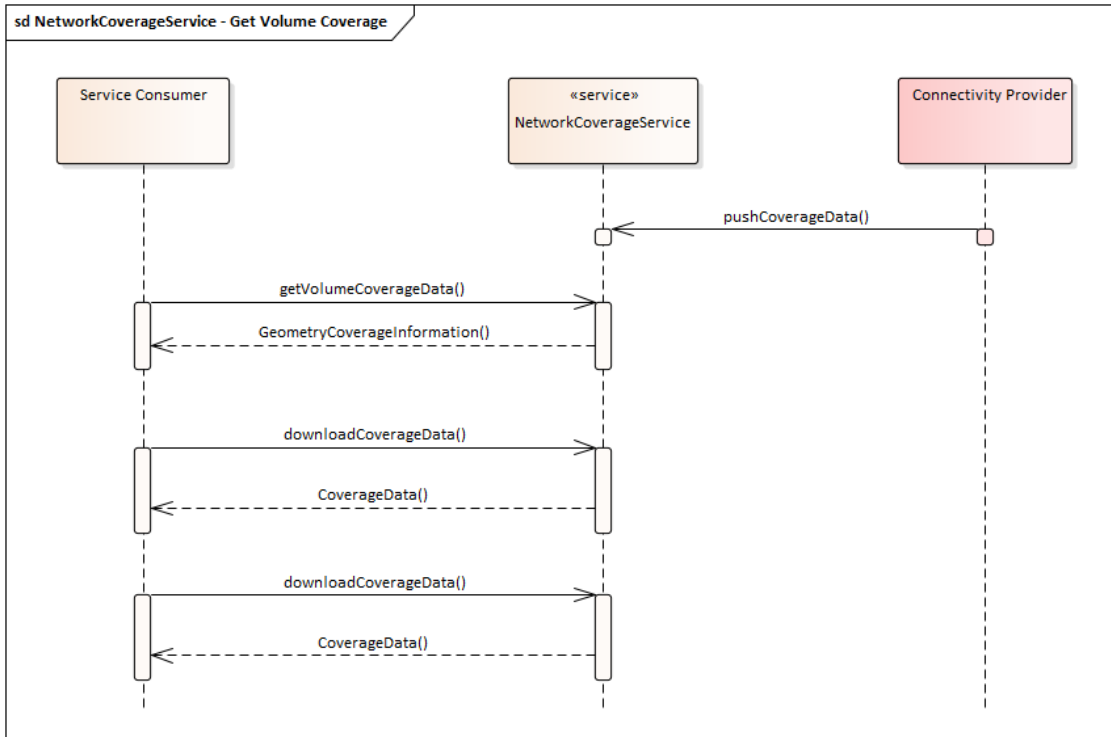 sd NetworkCoverageService - Get Volume Coverage
Service Consumer
«service»
NetworkCoverageService
Connectivity Provider
pushCoverageData()
getVolumeCoverageData()
GeometryCoverageInformation()
downloadCoverageData()
CoverageData()
downloadCoverageData()
CoverageData()